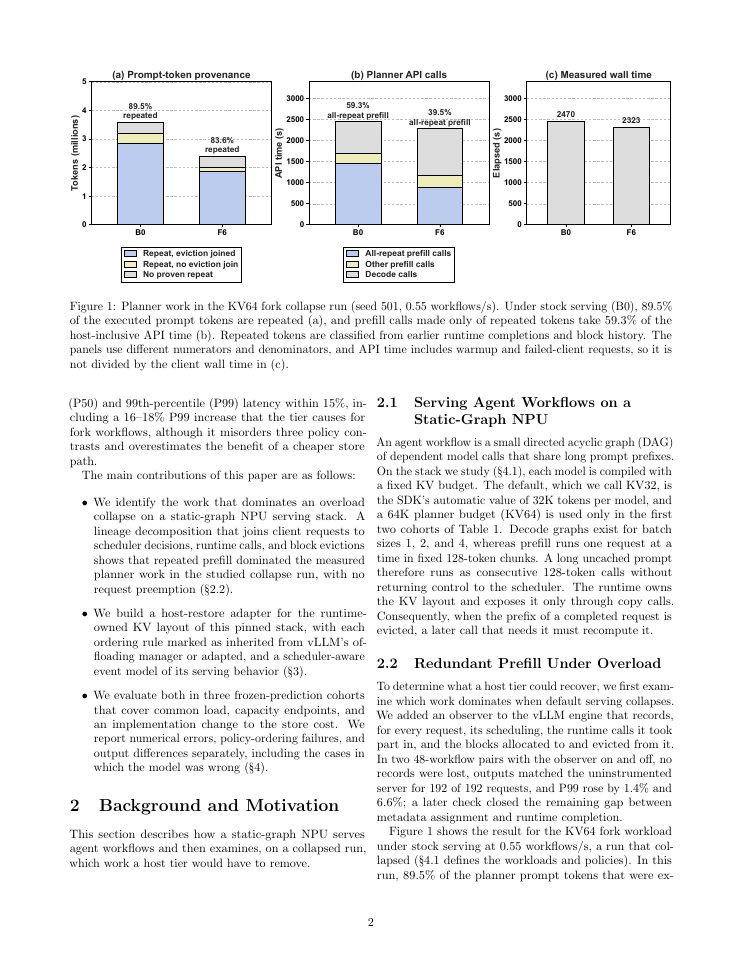 (a) Prompt-token provenance
Tokens (millions)
5
4
3
2
1
0
89.5%
repeated
83.6%
repeated
B0
F6
Repeat, eviction joined
Repeat, no eviction join
No proven repeat
(b) Planner API calls
API time (s)
3000
2500
2000
1500
1000
500
0
59.3%
all-repeat prefill
39.5%
all-repeat prefill
B0
F6
All-repeat prefill calls
Other prefill calls
Decode calls
(c) Measured wall time
Elapsed (s)
3000
2500
2000
1500
1000
500
0
2470
2323
B0
F6
Figure 1: Planner work in the KV64 fork collapse run (seed 501, 0.55 workflows/s). Under stock serving (B0), 89.5%
of the executed prompt tokens are repeated (a), and prefill calls made only of repeated tokens take 59.3% of the
host-inclusive API time (b). Repeated tokens are classified from earlier runtime completions and block history. The
panels use different numerators and denominators, and API time includes warmup and failed-client requests, so it is
not divided by the client wall time in (c).
(P50) and 99th-percentile (P99) latency within 15%, in-
cluding a 16–18% P99 increase that the tier causes for
fork workflows, although it misorders three policy con-
trasts and overestimates the benefit of a cheaper store
path.
The main contributions of this paper are as follows:
• We identify the work that dominates an overload
collapse on a static-graph NPU serving stack. A
lineage decomposition that joins client requests to
scheduler decisions, runtime calls, and block evictions
shows that repeated prefill dominated the measured
planner work in the studied collapse run, with no
request preemption (§2.2).
• We build a host-restore adapter for the runtime-
owned KV layout of this pinned stack, with each
ordering rule marked as inherited from vLLM's of-
floading manager or adapted, and a scheduler-aware
event model of its serving behavior (§3).
• We evaluate both in three frozen-prediction cohorts
that cover common load, capacity endpoints, and
an implementation change to the store cost. We
report numerical errors, policy-ordering failures, and
output differences separately, including the cases in
which the model was wrong (§4).
2 Background and Motivation
This section describes how a static-graph NPU serves
agent workflows and then examines, on a collapsed run,
which work a host tier would have to remove.
2.1 Serving Agent Workflows on a
Static-Graph NPU
An agent workflow is a small directed acyclic graph (DAG)
of dependent model calls that share long prompt prefixes.
On the stack we study (§4.1), each model is compiled with
a fixed KV budget. The default, which we call KV32, is
the SDK's automatic value of 32K tokens per model, and
a 64K planner budget (KV64) is used only in the first
two cohorts of Table 1. Decode graphs exist for batch
sizes 1, 2, and 4, whereas prefill runs one request at a
time in fixed 128-token chunks. A long uncached prompt
therefore runs as consecutive 128-token calls without
returning control to the scheduler. The runtime owns
the KV layout and exposes it only through copy calls.
Consequently, when the prefix of a completed request is
evicted, a later call that needs it must recompute it.
2.2 Redundant Prefill Under Overload
To determine what a host tier could recover, we first exam-
ine which work dominates when default serving collapses.
We added an observer to the vLLM engine that records,
for every request, its scheduling, the runtime calls it took
part in, and the blocks allocated to and evicted from it.
In two 48-workflow pairs with the observer on and off, no
records were lost, outputs matched the uninstrumented
server for 192 of 192 requests, and P99 rose by 1.4% and
6.6%; a later check closed the remaining gap between
metadata assignment and runtime completion.
Figure 1 shows the result for the KV64 fork workload
under stock serving at 0.55 workflows/s, a run that col-
lapsed (§4.1 defines the workloads and policies). In this
run, 89.5% of the planner prompt tokens that were ex-
2